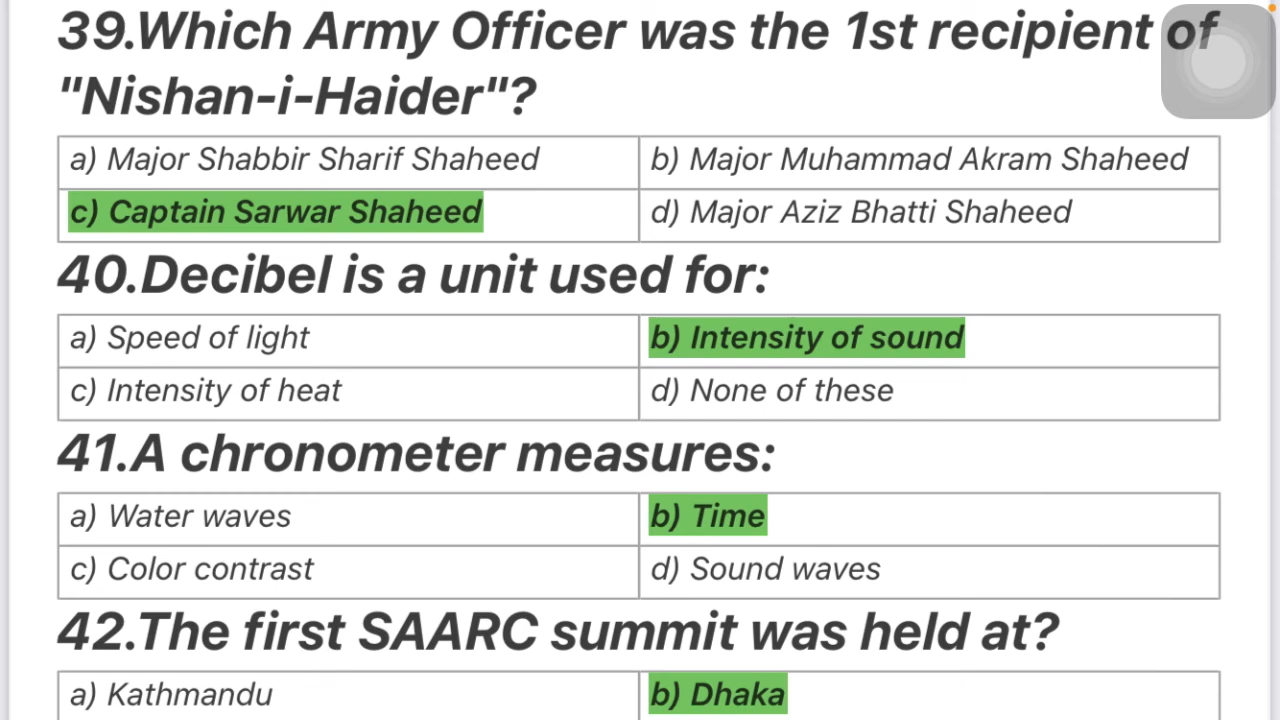 39.Which Army Officer was the 1st recipient of
"Nishan-i-Haider"?
a) Major Shabbir Sharif Shaheed
b) Major Muhammad Akram Shaheed
c) Captain Sarwar Shaheed
d) Major Aziz Bhatti Shaheed
40.Decibel is a unit used for:
a) Speed of light
b) Intensity of sound
c) Intensity of heat
d) None of these
41.A chronometer measures:
a) Water waves
b) Time
c) Color contrast
d) Sound waves
42.The first SAARC summit was held at?
a) Kathmandu
b) Dhaka